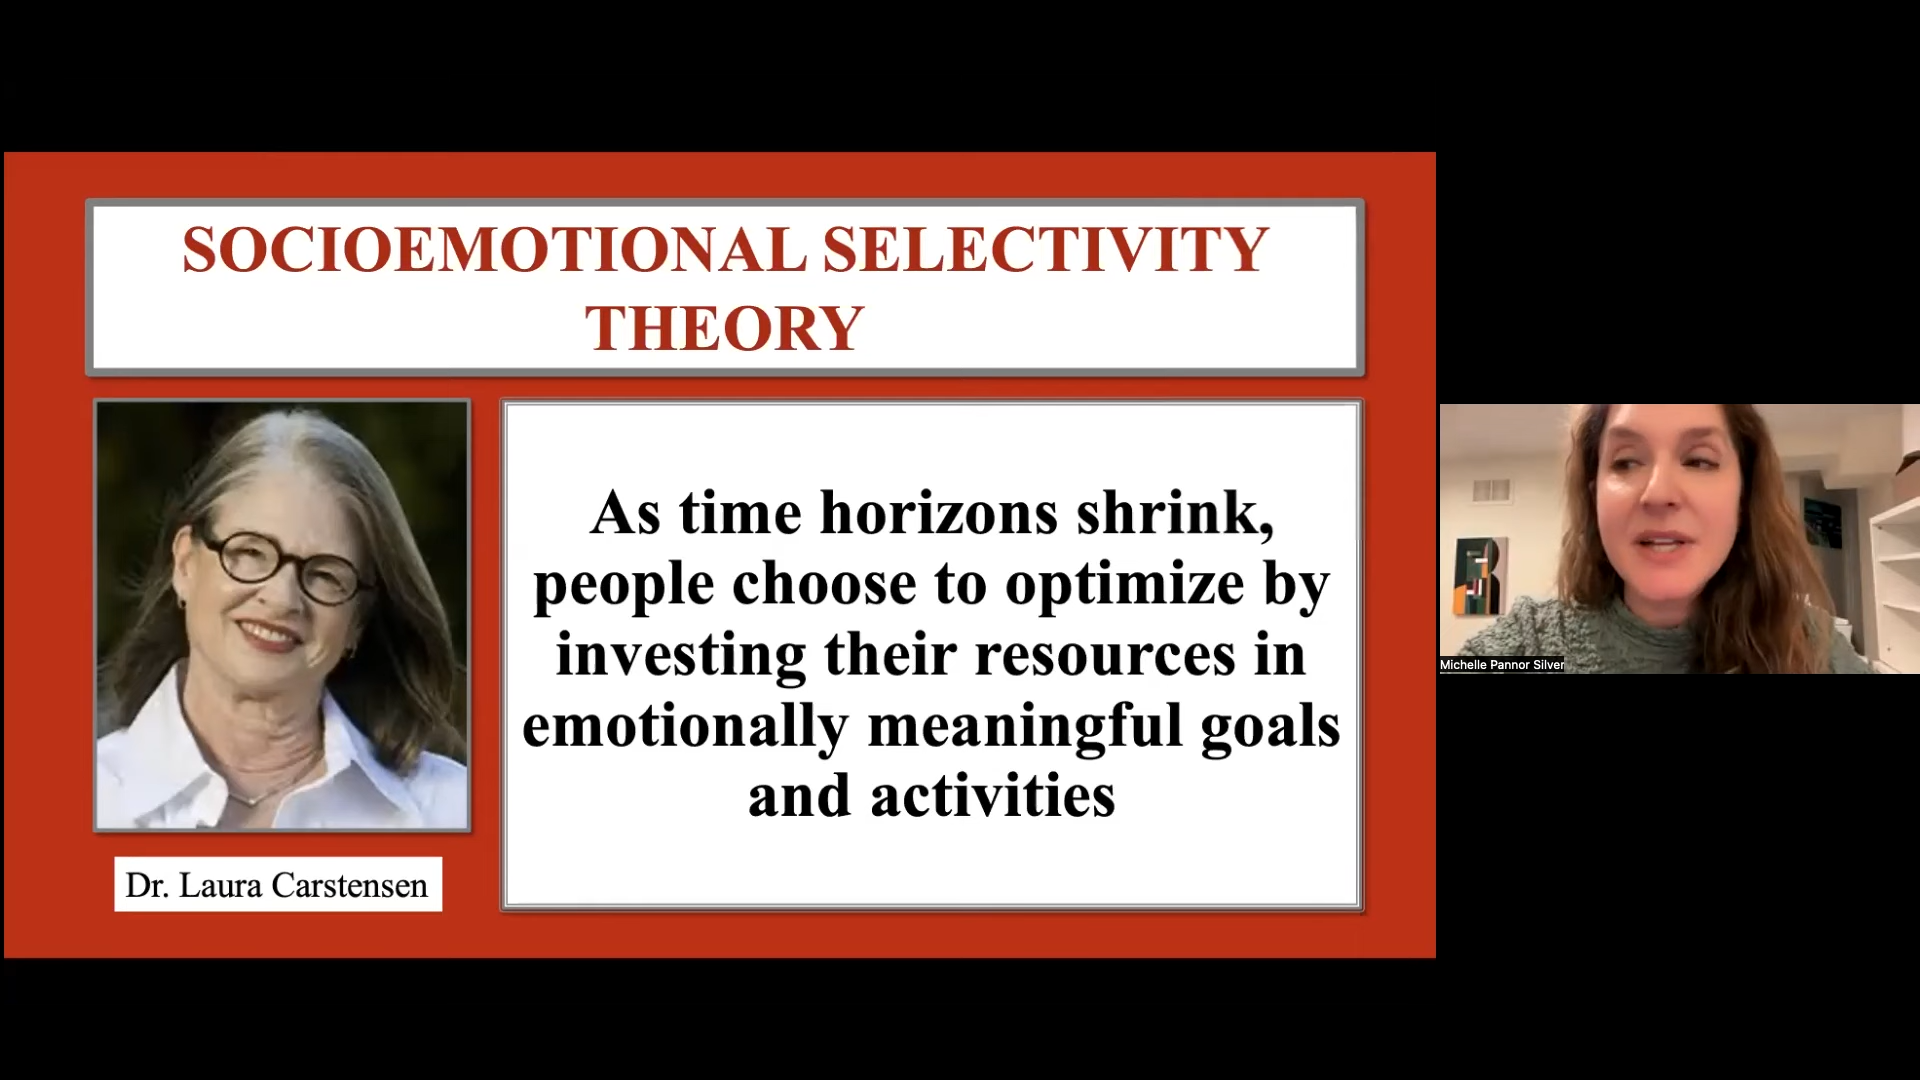 SOCIOEMOTIONAL SELECTIVITY
THEORY
As time horizons shrink,
people choose to optimize by
investing their resources in
emotionally meaningful goals
and activities
Dr. Laura Carstensen
Michelle Pannor Silver